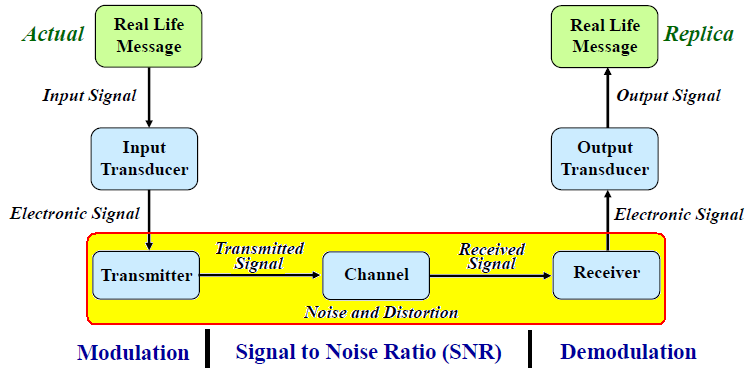 Actual
Real Life
Message
Real Life
Message
Replica
Input Signal
Output Signal
Input
Transducer
Output
Transducer
Electronic Signal
Electronic Signal
Transmitter
Transmitted
Signal
Channel
Received
Signal
Receiver
Noise and Distortion
Modulation
Signal to Noise Ratio (SNR)
Demodulation